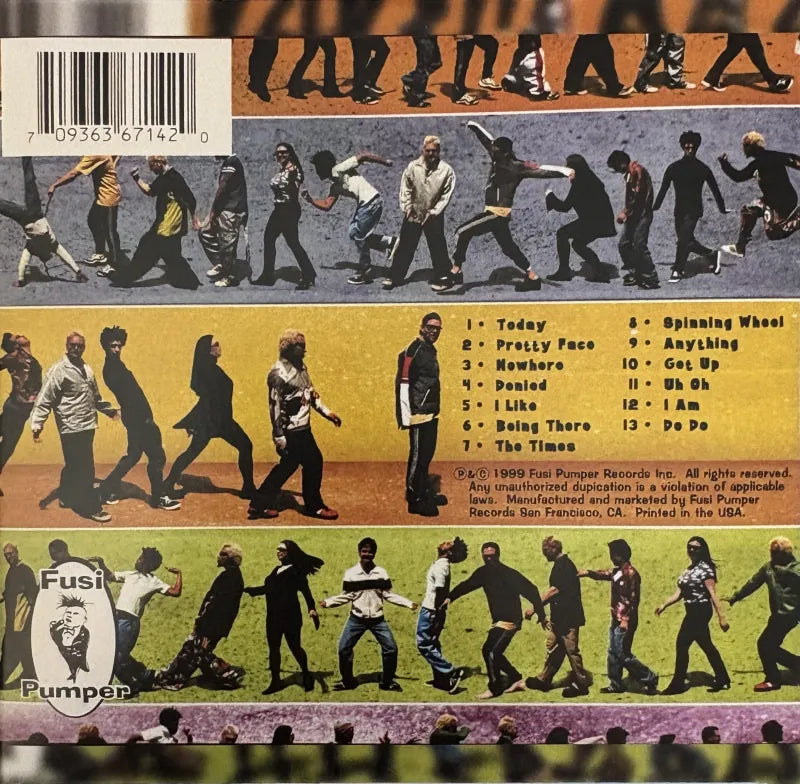 7 09363 67142 0
1 • Today
2 • Pretty Face
3 • Nowhere
4 • Denied
5 • I Like
6 • Being There
7 • The Times
8 • Spinning Wheel
9 • Anything
10 • Get Up
11 • Uh Oh
12 • I Am
13 • Do Do
℗&© 1999 Fusi Pumper Records Inc. All rights reserved.
Any unauthorized dupication is a violation of applicable
laws. Manufactured and marketed by Fusi Pumper
Records San Francisco, CA. Printed in the USA.
Fusi
Pumper